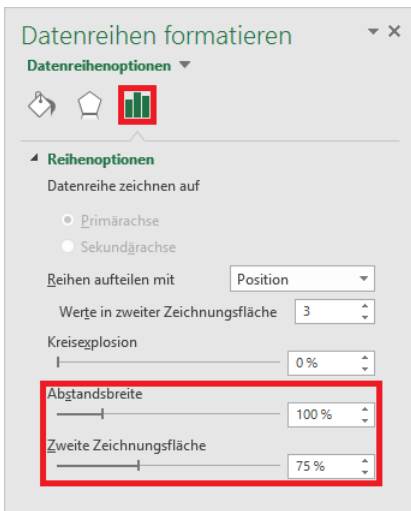 Datenreihen formatieren
Datenreihenoptionen
Reihenoptionen
Datenreihe zeichnen auf
Primärachse
Sekundärachse
Reihen aufteilen mit Position
Werte in zweiter Zeichnungsfläche 3
Kreisexplosion
0 %
Abstandsbreite
100 %
Zweite Zeichnungsfläche
75 %